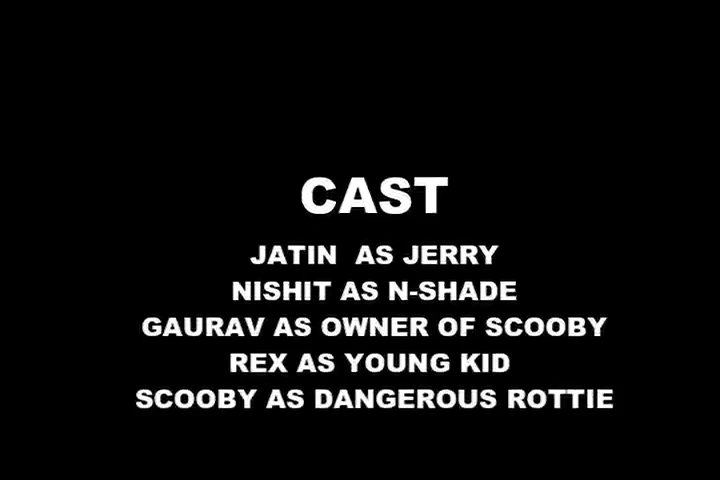 CAST
JATIN AS JERRY
NISHIT AS N-SHADE
GAURAV AS OWNER OF SCOOBY
REX AS YOUNG KID
SCOOBY AS DANGEROUS ROTTIE